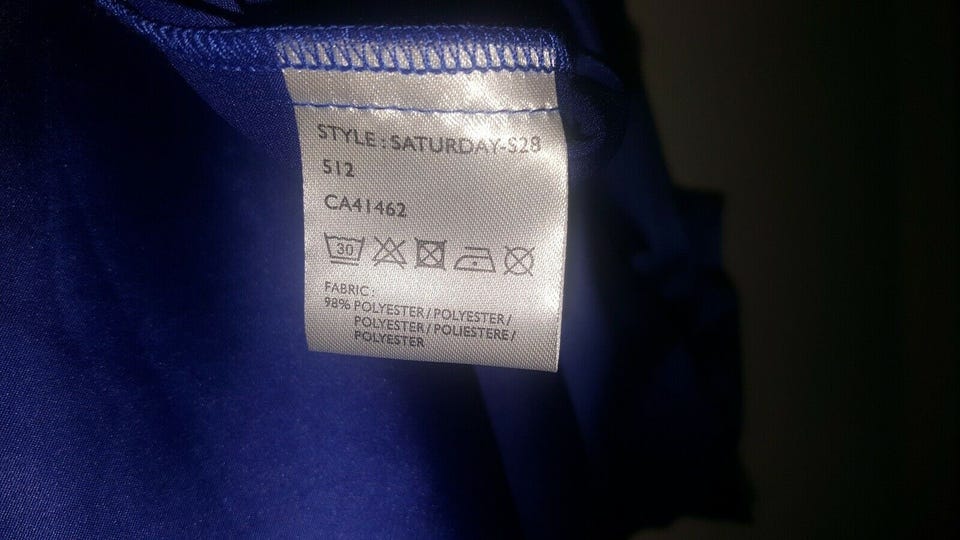 STYLE : SATURDAY-S28
512
CA41462
30
FABRIC :
98% POLYESTER / POLYESTER /
POLYESTER / POLIESTERE /
POLYESTER